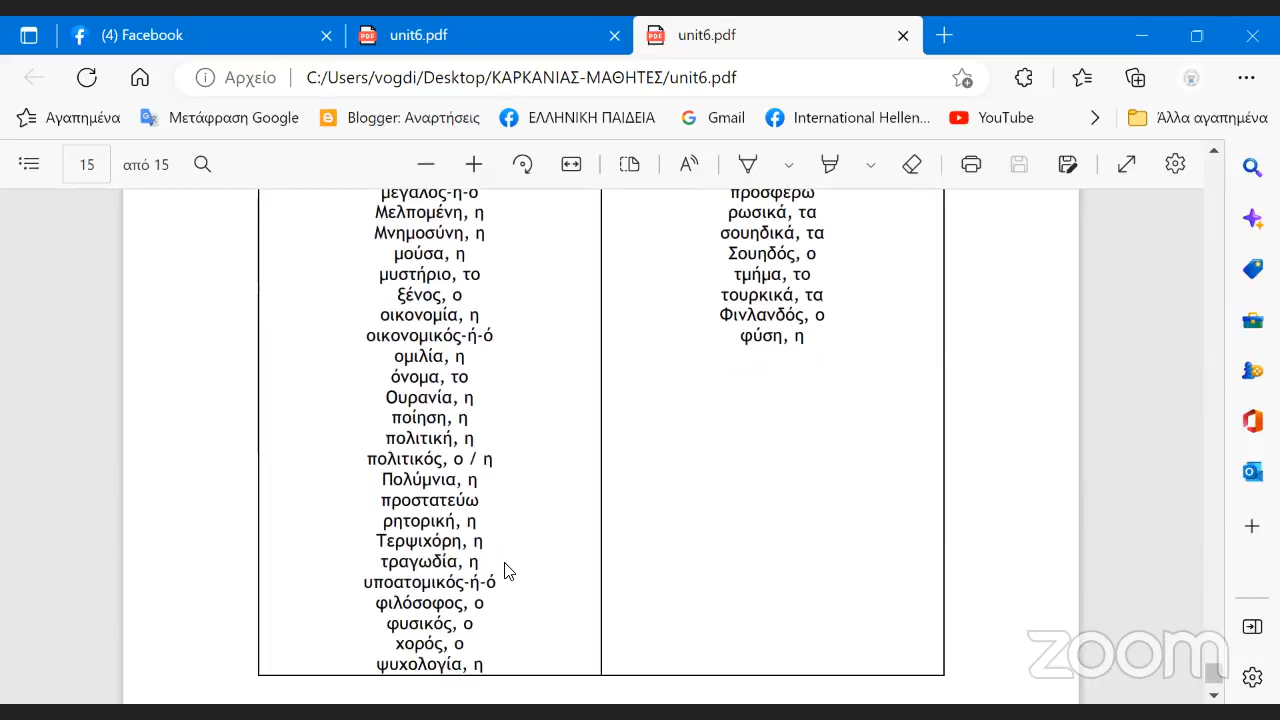 (4) Facebook
unit6.pdf
unit6.pdf
Αρχείο
C:/Users/vogdi/Desktop/ΚΑΡΚΑΝΙΑΣ-ΜΑΘΗΤΕΣ/unit6.pdf
Αγαπημένα
Μετάφραση Google
Blogger: Αναρτήσεις
ΕΛΛΗΝΙΚΗ ΠΑΙΔΕΙΑ
Gmail
International Hellen...
YouTube
Άλλα αγαπημένα
15 από 15
μεγάλος-η-ο
Μελπομένη, η
Μνημοσύνη, η
μούσα, η
μυστήριο, το
ξένος, ο
οικονομία, η
οικονομικός-ή-ό
ομιλία, η
όνομα, το
Ουρανία, η
ποίηση, η
πολιτική, η
πολιτικός, ο / η
Πολύμνια, η
προστατεύω
ρητορική, η
Τερψιχόρη, η
τραγωδία, η
υποατομικός-ή-ό
φιλόσοφος, ο
φυσικός, ο
χορός, ο
ψυχολογία, η
προσφέρω
ρωσικά, τα
σουηδικά, τα
Σουηδός, ο
τμήμα, το
τουρκικά, τα
Φινλανδός, ο
φύση, η
zoom